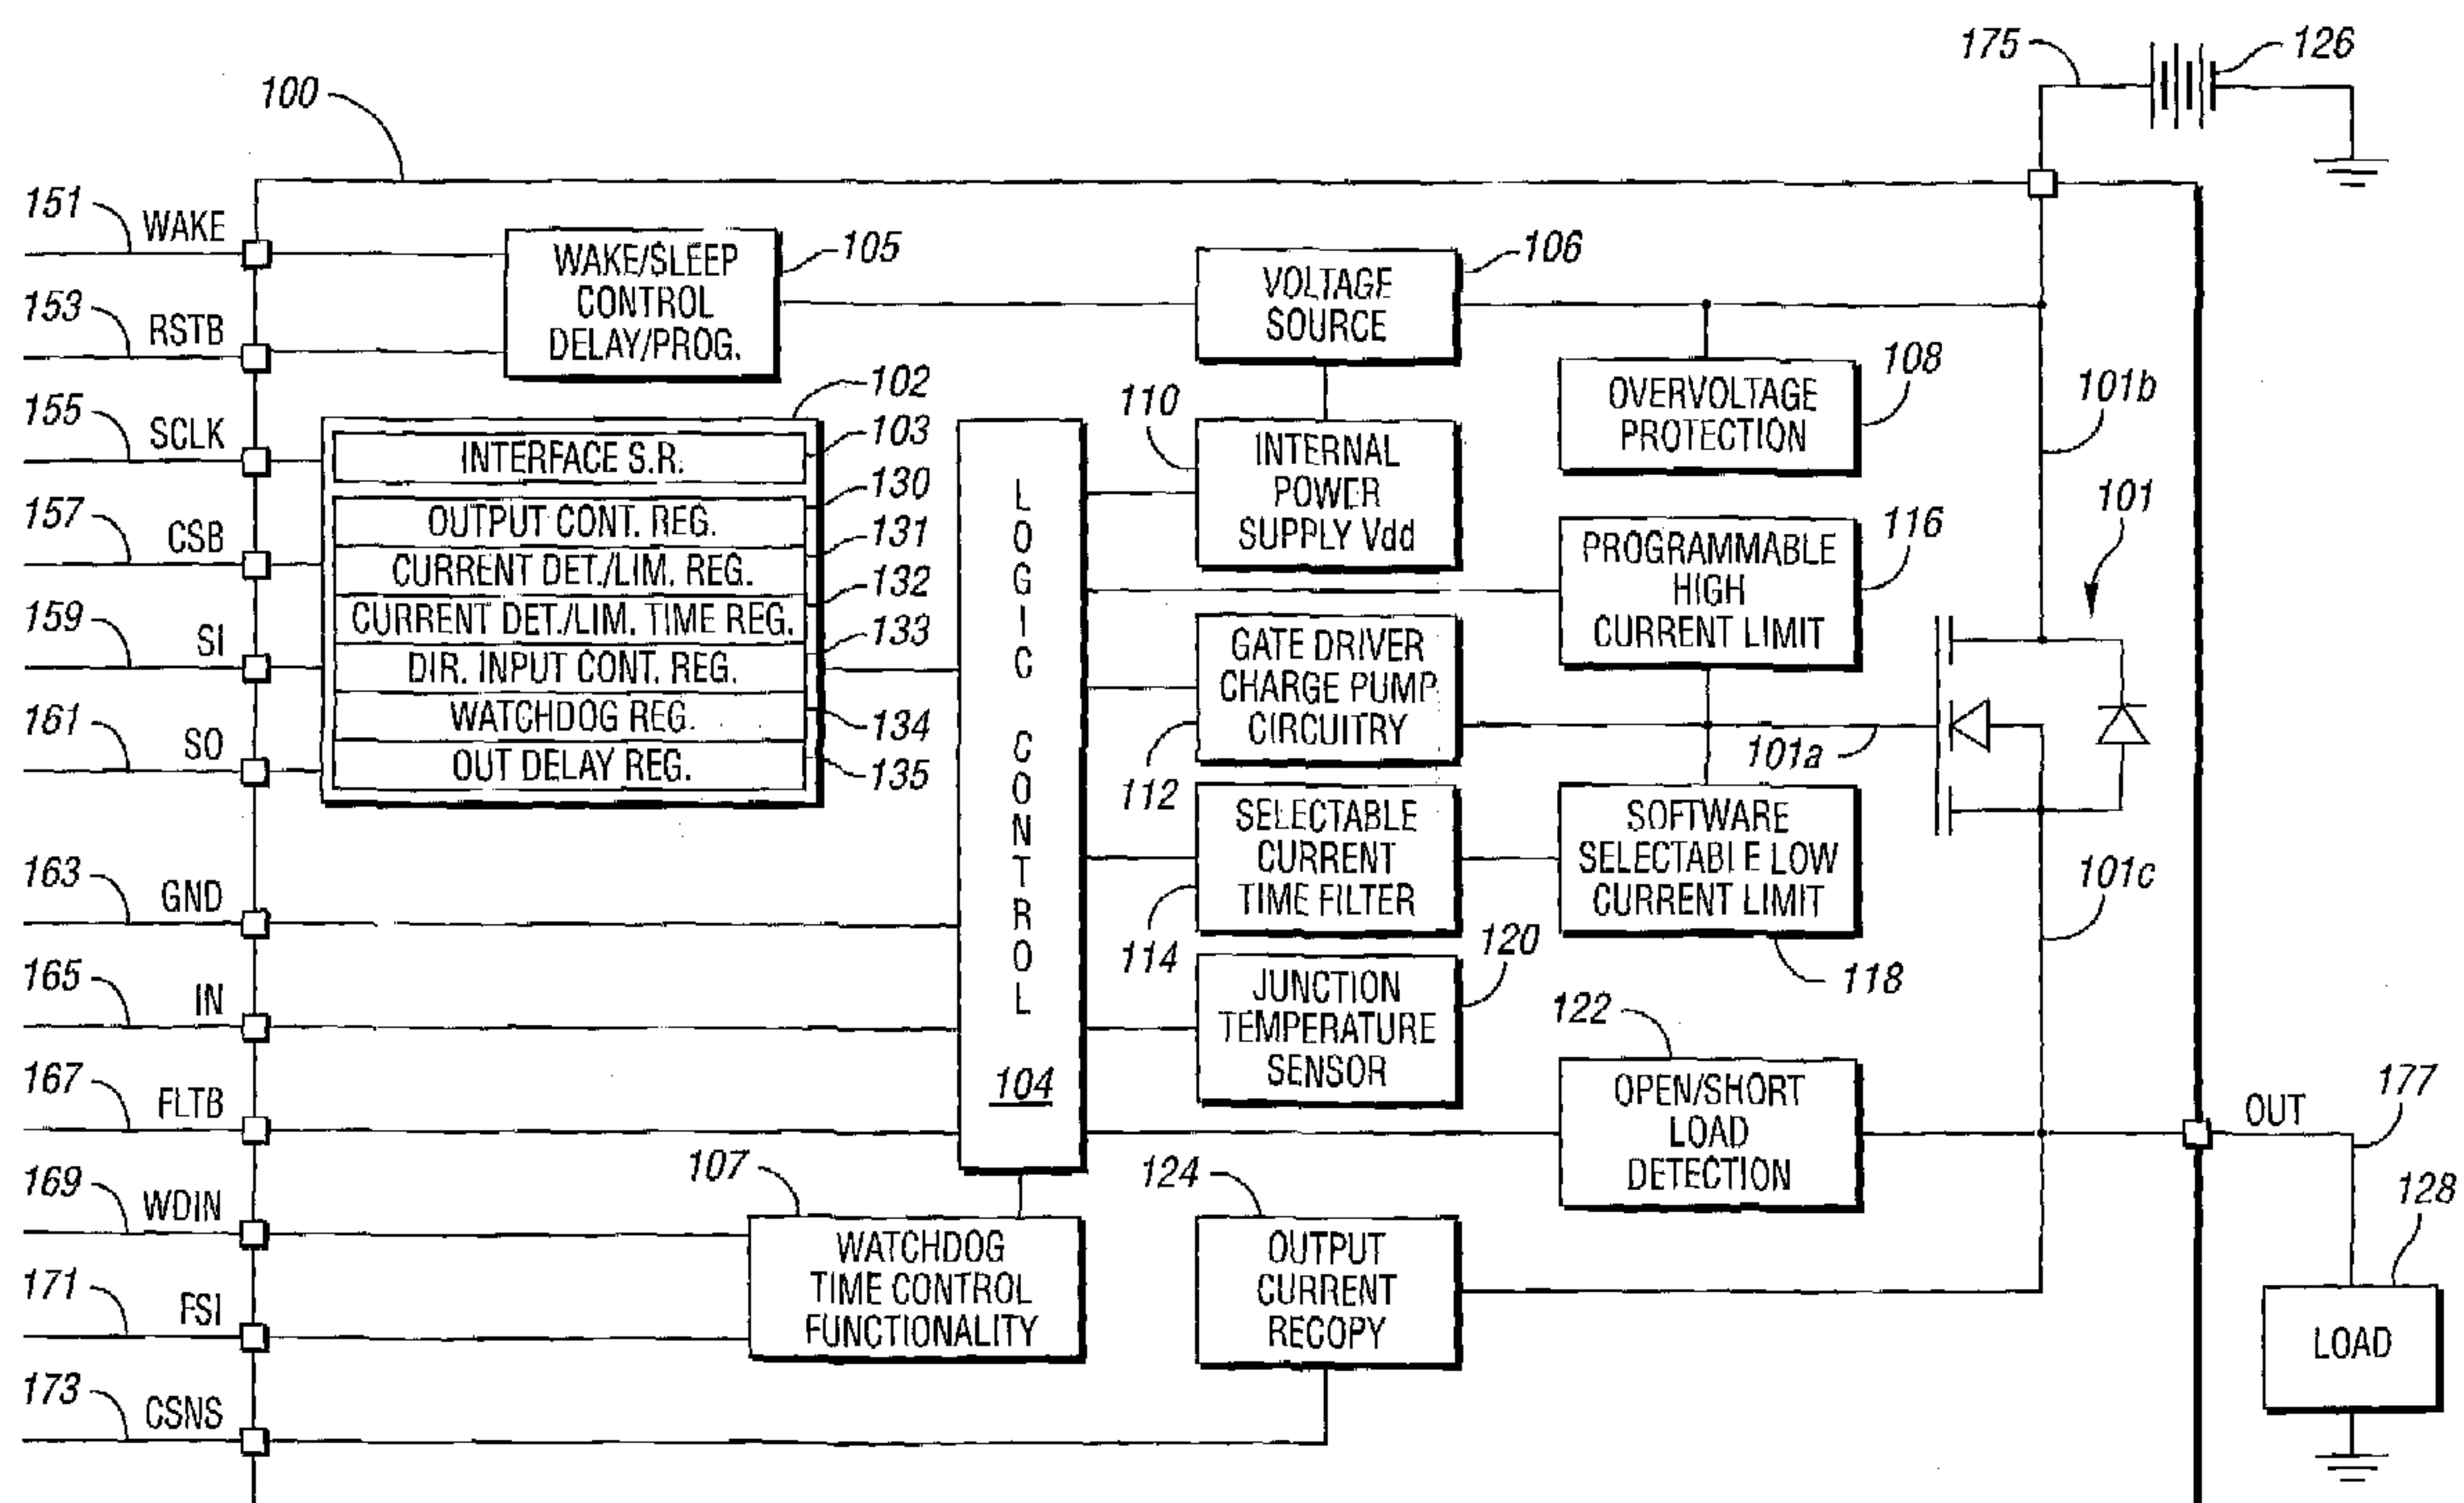 175
126
100
151
WAKE
153
RSTB
155
SCLK
157
CSB
159
SI
161
SO
163
GND
165
IN
167
FLTB
169
WDIN
171
FSI
173
CSNS
WAKE/SLEEP
CONTROL
DELAY/PROG.
105
102
INTERFACE S.R.
103
OUTPUT CONT. REG.
130
CURRENT DET./LIM. REG.
131
CURRENT DET./LIM. TIME REG.
132
DIR. INPUT CONT. REG.
133
WATCHDOG REG.
134
OUT DELAY REG.
135
LOGIC CONTROL
104
107
WATCHDOG
TIME CONTROL
FUNCTIONALITY
VOLTAGE
SOURCE
106
110
INTERNAL
POWER
SUPPLY Vdd
GATE DRIVER
CHARGE PUMP
CIRCUITRY
112
SELECTABLE
CURRENT
TIME FILTER
114
JUNCTION
TEMPERATURE
SENSOR
120
124
OUTPUT
CURRENT
RECOPY
OVERVOLTAGE
PROTECTION
108
PROGRAMMABLE
HIGH
CURRENT LIMIT
116
SOFTWARE
SELECTABLE LOW
CURRENT LIMIT
118
122
OPEN/SHORT
LOAD
DETECTION
101b
101
101a
101c
OUT
177
128
LOAD